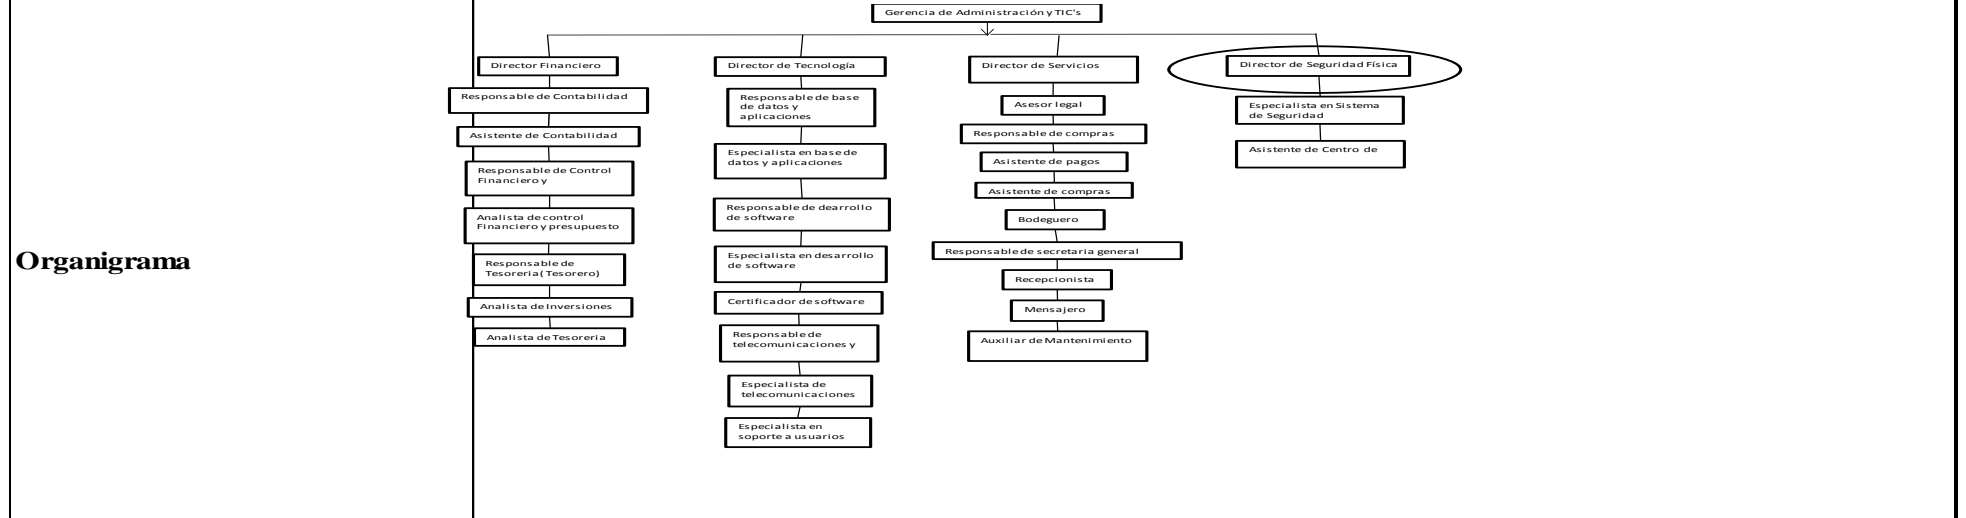 Organigrama
Gerencia de Administración y TIC's
Director Financiero
Responsable de Contabilidad
Asistente de Contabilidad
Responsable de Control
Financiero y
Analista de control
Financiero y presupuesto
Responsable de
Tesoreria( Tesorero)
Analista de Inversiones
Analista de Tesoreria
Director de Tecnología
Responsable de base
de datos y
aplicaciones
Especialista en base de
datos y aplicaciones
Responsable de dearrollo
de software
Especialista en desarrollo
de software
Certificador de software
Responsable de
telecomunicaciones y
Especialista de
telecomunicaciones
Especialista en
soporte a usuarios
Director de Servicios
Asesor legal
Responsable de compras
Asistente de pagos
Asistente de compras
Bodeguero
Responsable de secretaria general
Recepcionista
Mensajero
Auxiliar de Mantenimiento
Director de Seguridad Física
Especialista en Sistema
de Seguridad
Asistente de Centro de